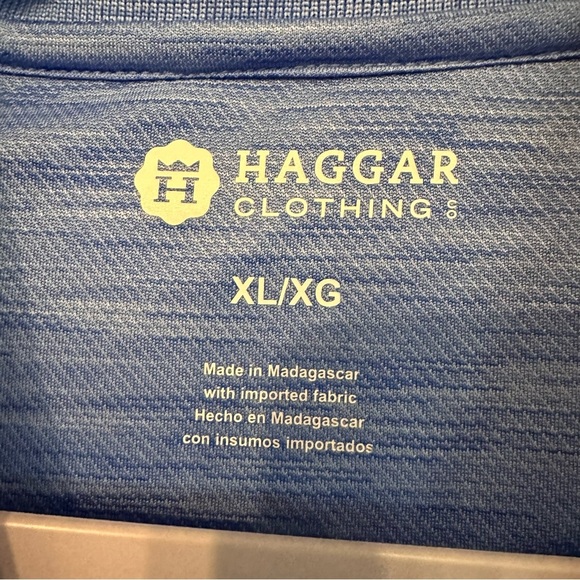 H
HAGGAR
CLOTHING CO
XL/XG
Made in Madagascar
with imported fabric
Hecho en Madagascar
con insumos importados